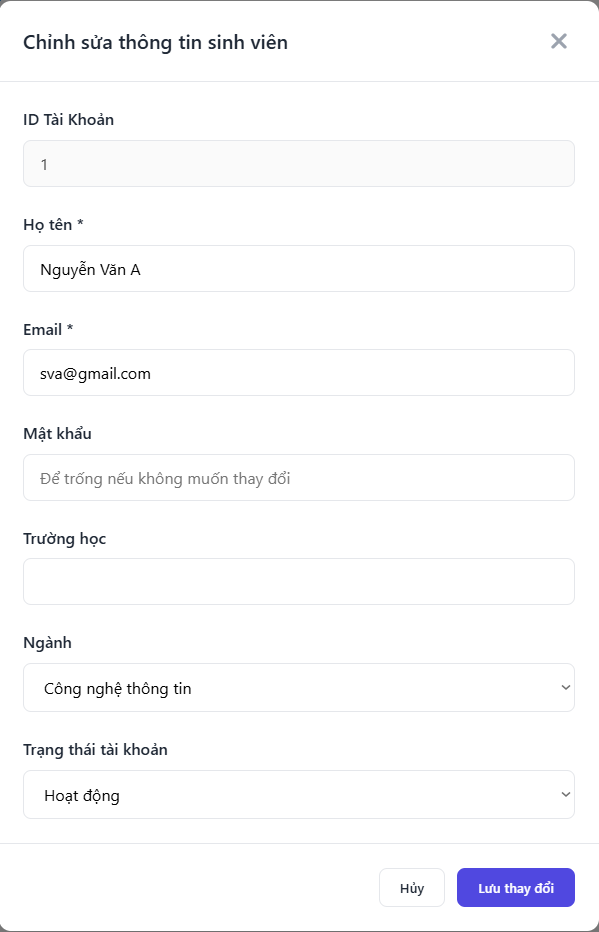 Chỉnh sửa thông tin sinh viên
ID Tài Khoản
1
Họ tên *
Nguyễn Văn A
Email *
sva@gmail.com
Mật khẩu
Để trống nếu không muốn thay đổi
Trường học
Ngành
Công nghệ thông tin
Trạng thái tài khoản
Hoạt động
Hủy
Lưu thay đổi